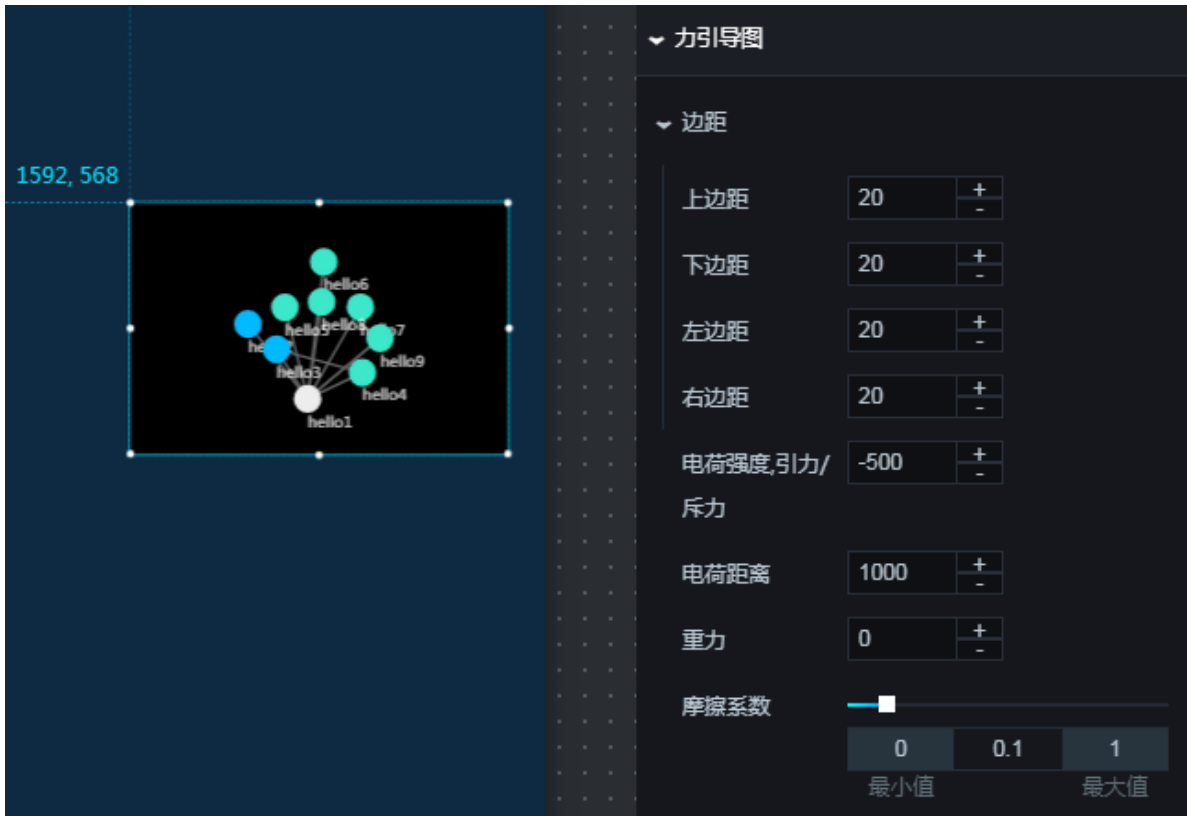 力引导图
边距
1592, 568
上边距 20 + -
下边距 20 + -
左边距 20 + -
右边距 20 + -
电荷强度,引力/ -500 + -
斥力
电荷距离 1000 + -
重力 0 + -
摩擦系数
0 0.1 1
最小值 最大值
hello6
hello5
hello8
hello3
hello9
hello4
hello1